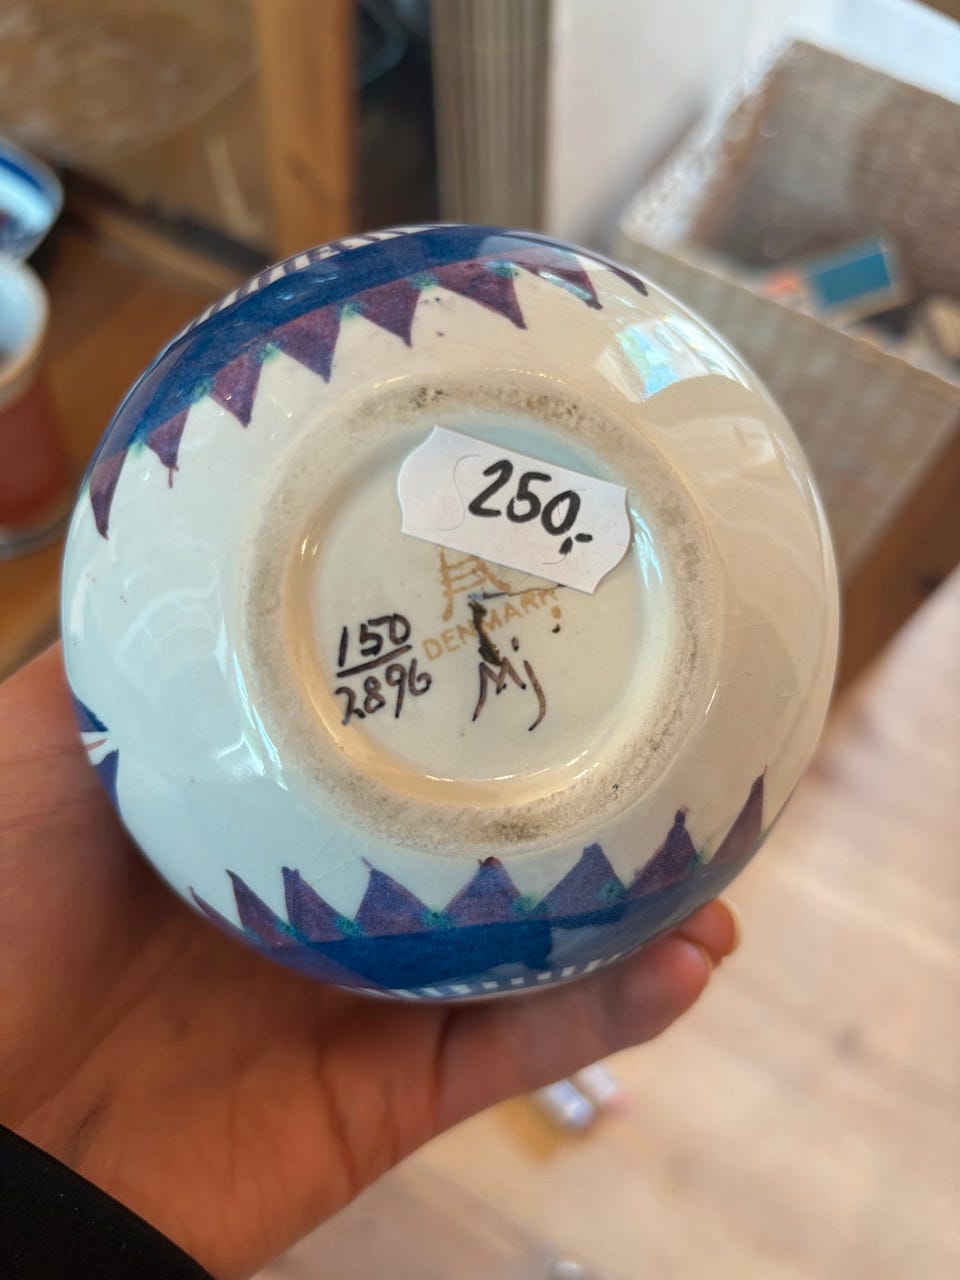 250,-
DENMARK
150
2896
Mj